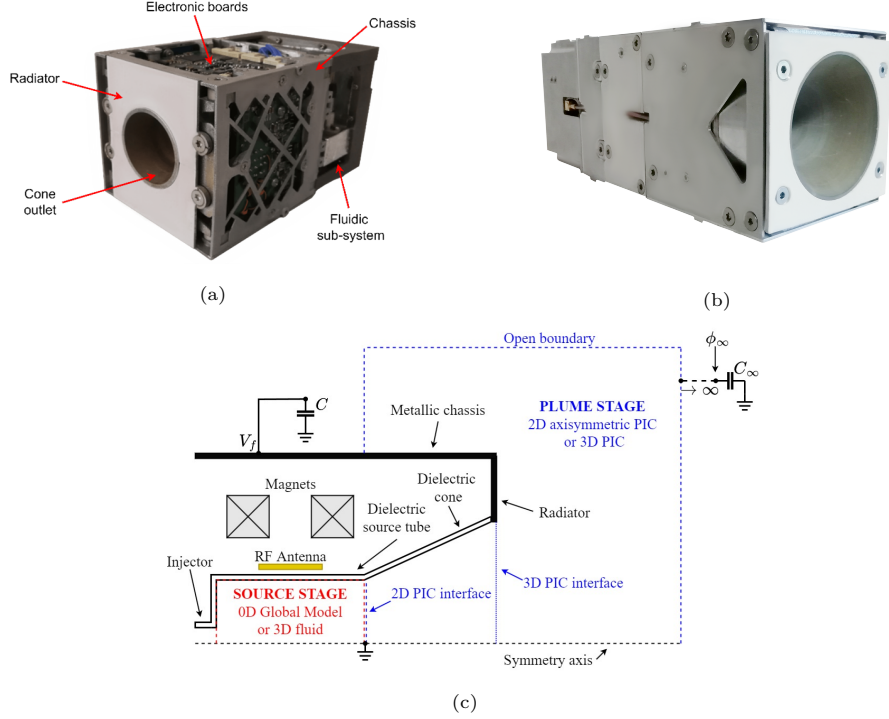 Electronic boards
Chassis
Radiator
Cone
outlet
Fluidic
sub-system
(a)
(b)
Open boundary
ϕ∞
C∞
→ ∞
PLUME STAGE
2D axisymmetric PIC
or 3D PIC
C
Metallic chassis
V_f
Magnets
Dielectric
cone
Dielectric
source tube
Radiator
RF Antenna
Injector
SOURCE STAGE
0D Global Model
or 3D fluid
2D PIC interface
3D PIC interface
Symmetry axis
(c)